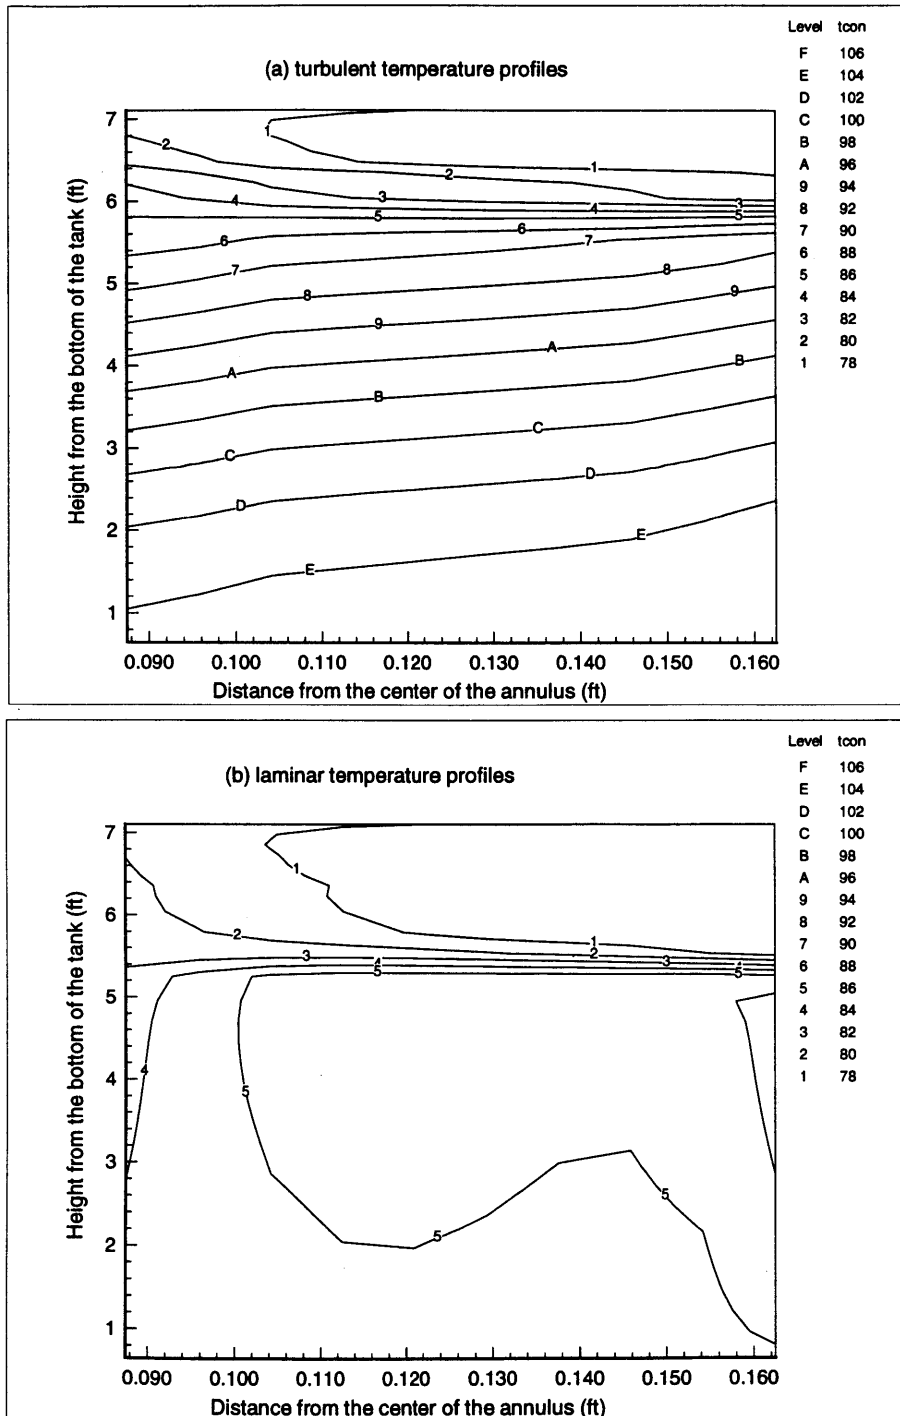 Level tcon
(a) turbulent temperature profiles
F 106
E 104
D 102
C 100
B 98
A 96
9 94
8 92
7 90
6 88
5 86
4 84
3 82
2 80
1 78
Height from the bottom of the tank (ft)
7
6
5
4
3
2
1
1
2
1
2
3
3
4
4
5
5
6
6
7
7
8
8
9
9
A
A
B
B
C
C
D
D
E
E
0.090 0.100 0.110 0.120 0.130 0.140 0.150 0.160
Distance from the center of the annulus (ft)
Level tcon
(b) laminar temperature profiles
F 106
E 104
D 102
C 100
B 98
A 96
9 94
8 92
7 90
6 88
5 86
4 84
3 82
2 80
1 78
Height from the bottom of the tank (ft)
7
6
5
4
3
2
1
1
2
1
2
3
3
4
5
5
4
5
5
5
0.090 0.100 0.110 0.120 0.130 0.140 0.150 0.160
Distance from the center of the annulus (ft)